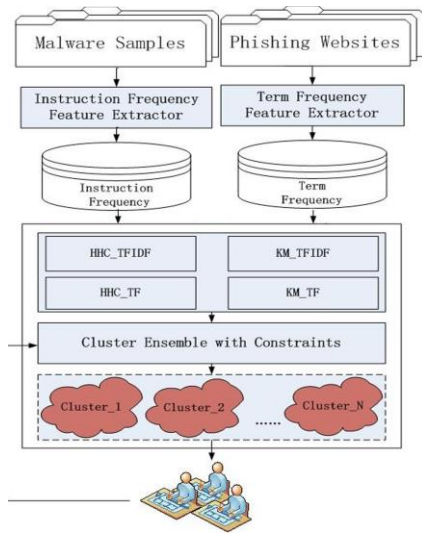 Malware Samples
Phishing Websites
Instruction Frequency
Feature Extractor
Term Frequency
Feature Extractor
Instruction
Frequency
Term
Frequency
HHC_TFIDF
KM_TFIDF
HHC_TF
KM_TF
Cluster Ensemble with Constraints
Cluster_1
Cluster_2
......
Cluster_N